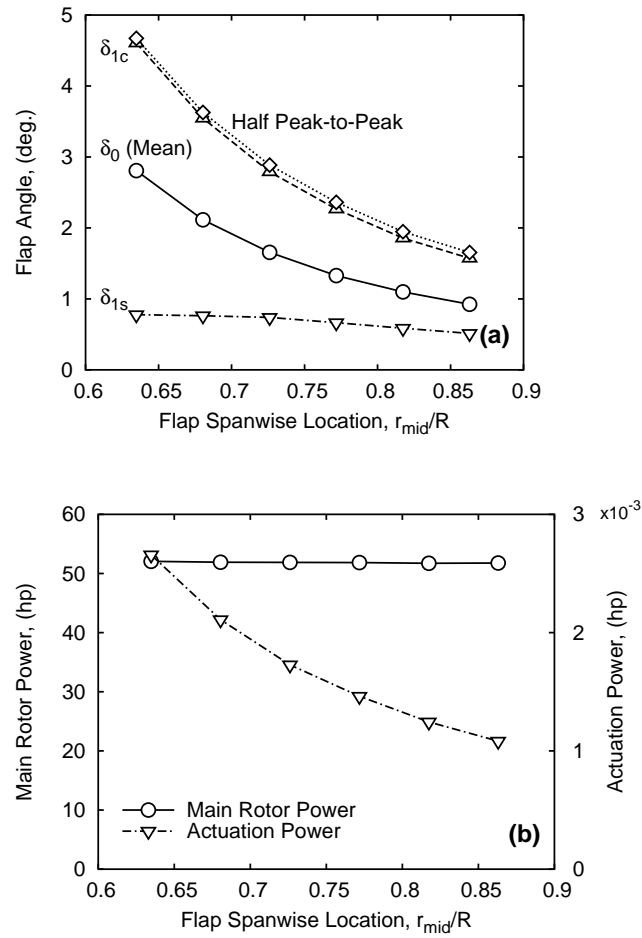 5
4
3
2
1
0
Flap Angle, (deg.)
δ1c
Half Peak-to-Peak
δ0 (Mean)
δ1s
(a)
0.6 0.65 0.7 0.75 0.8 0.85 0.9
Flap Spanwise Location, rmid/R
60
50
40
30
20
10
0
Main Rotor Power, (hp)
x10-3
3
2
1
0
Actuation Power, (hp)
Main Rotor Power
Actuation Power
(b)
0.6 0.65 0.7 0.75 0.8 0.85 0.9
Flap Spanwise Location, rmid/R